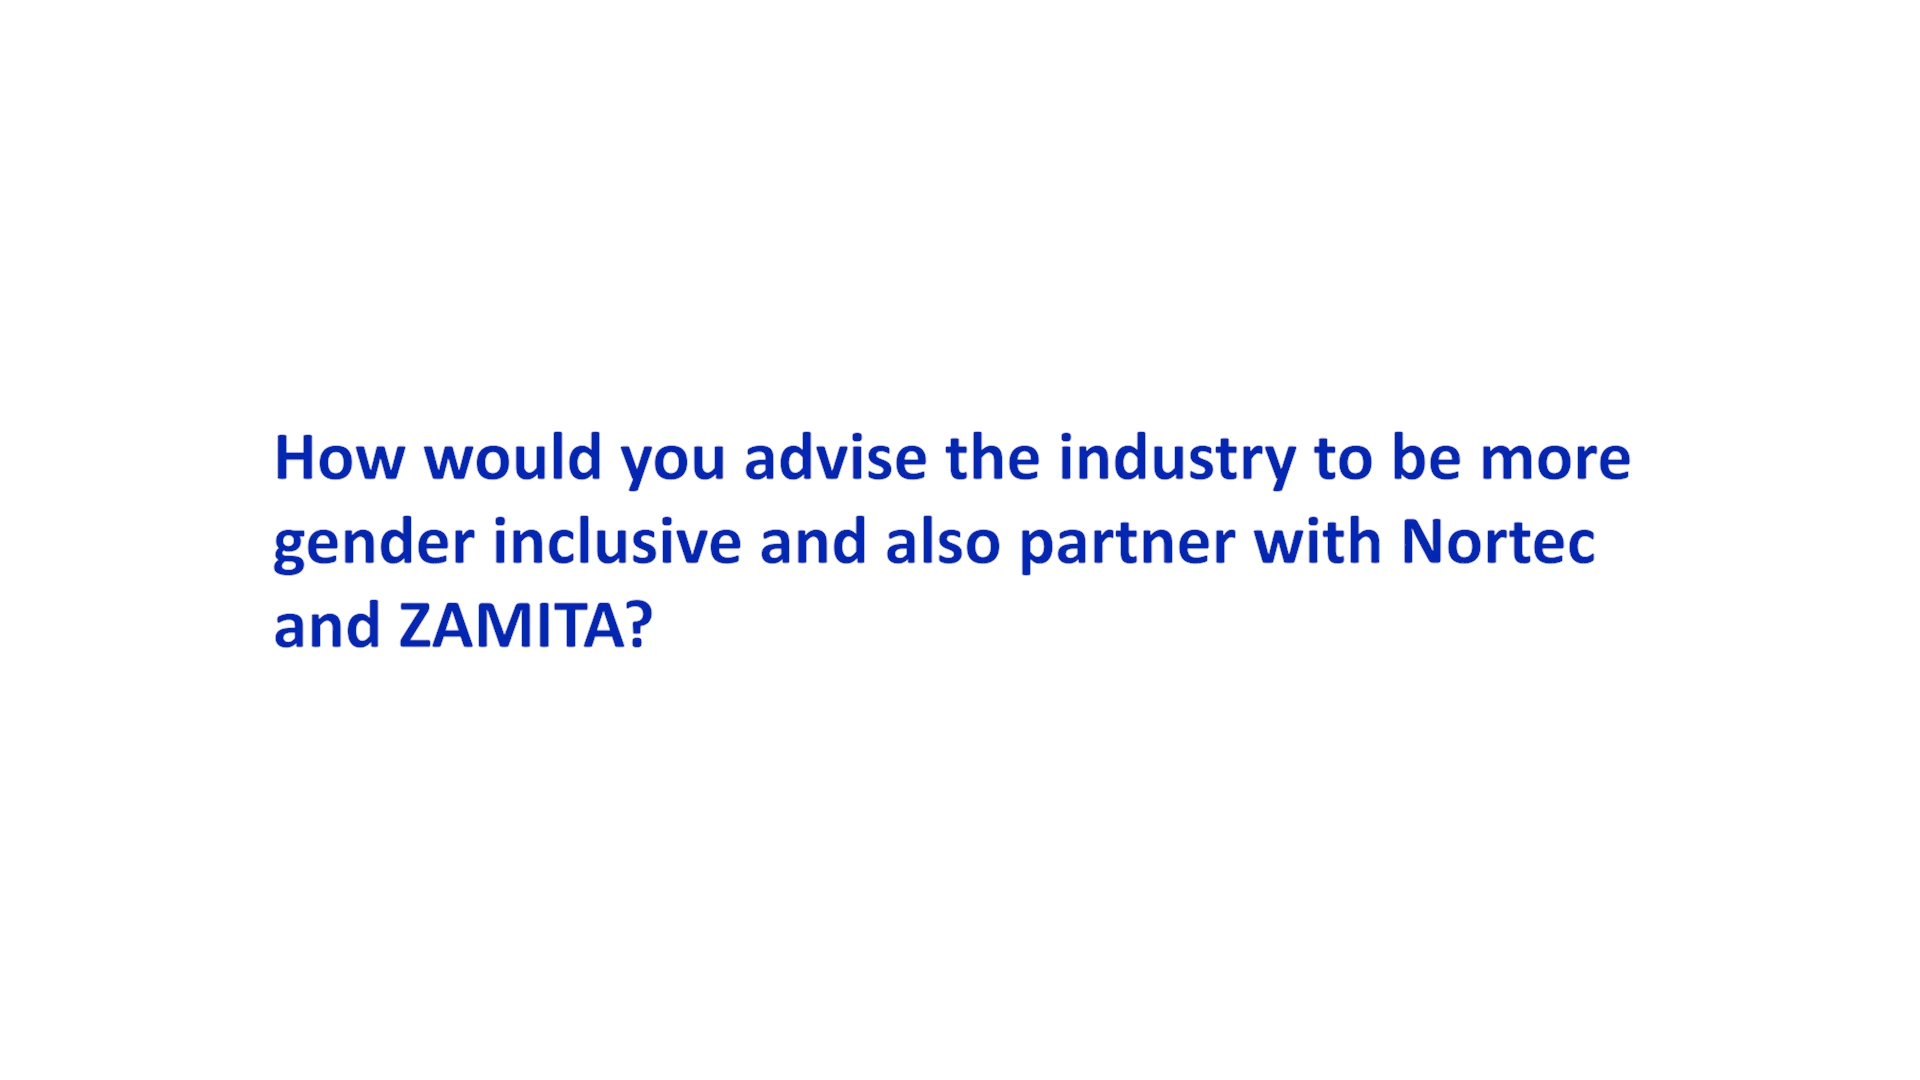 How would you advise the industry to be more
gender inclusive and also partner with Nortec
and ZAMITA?